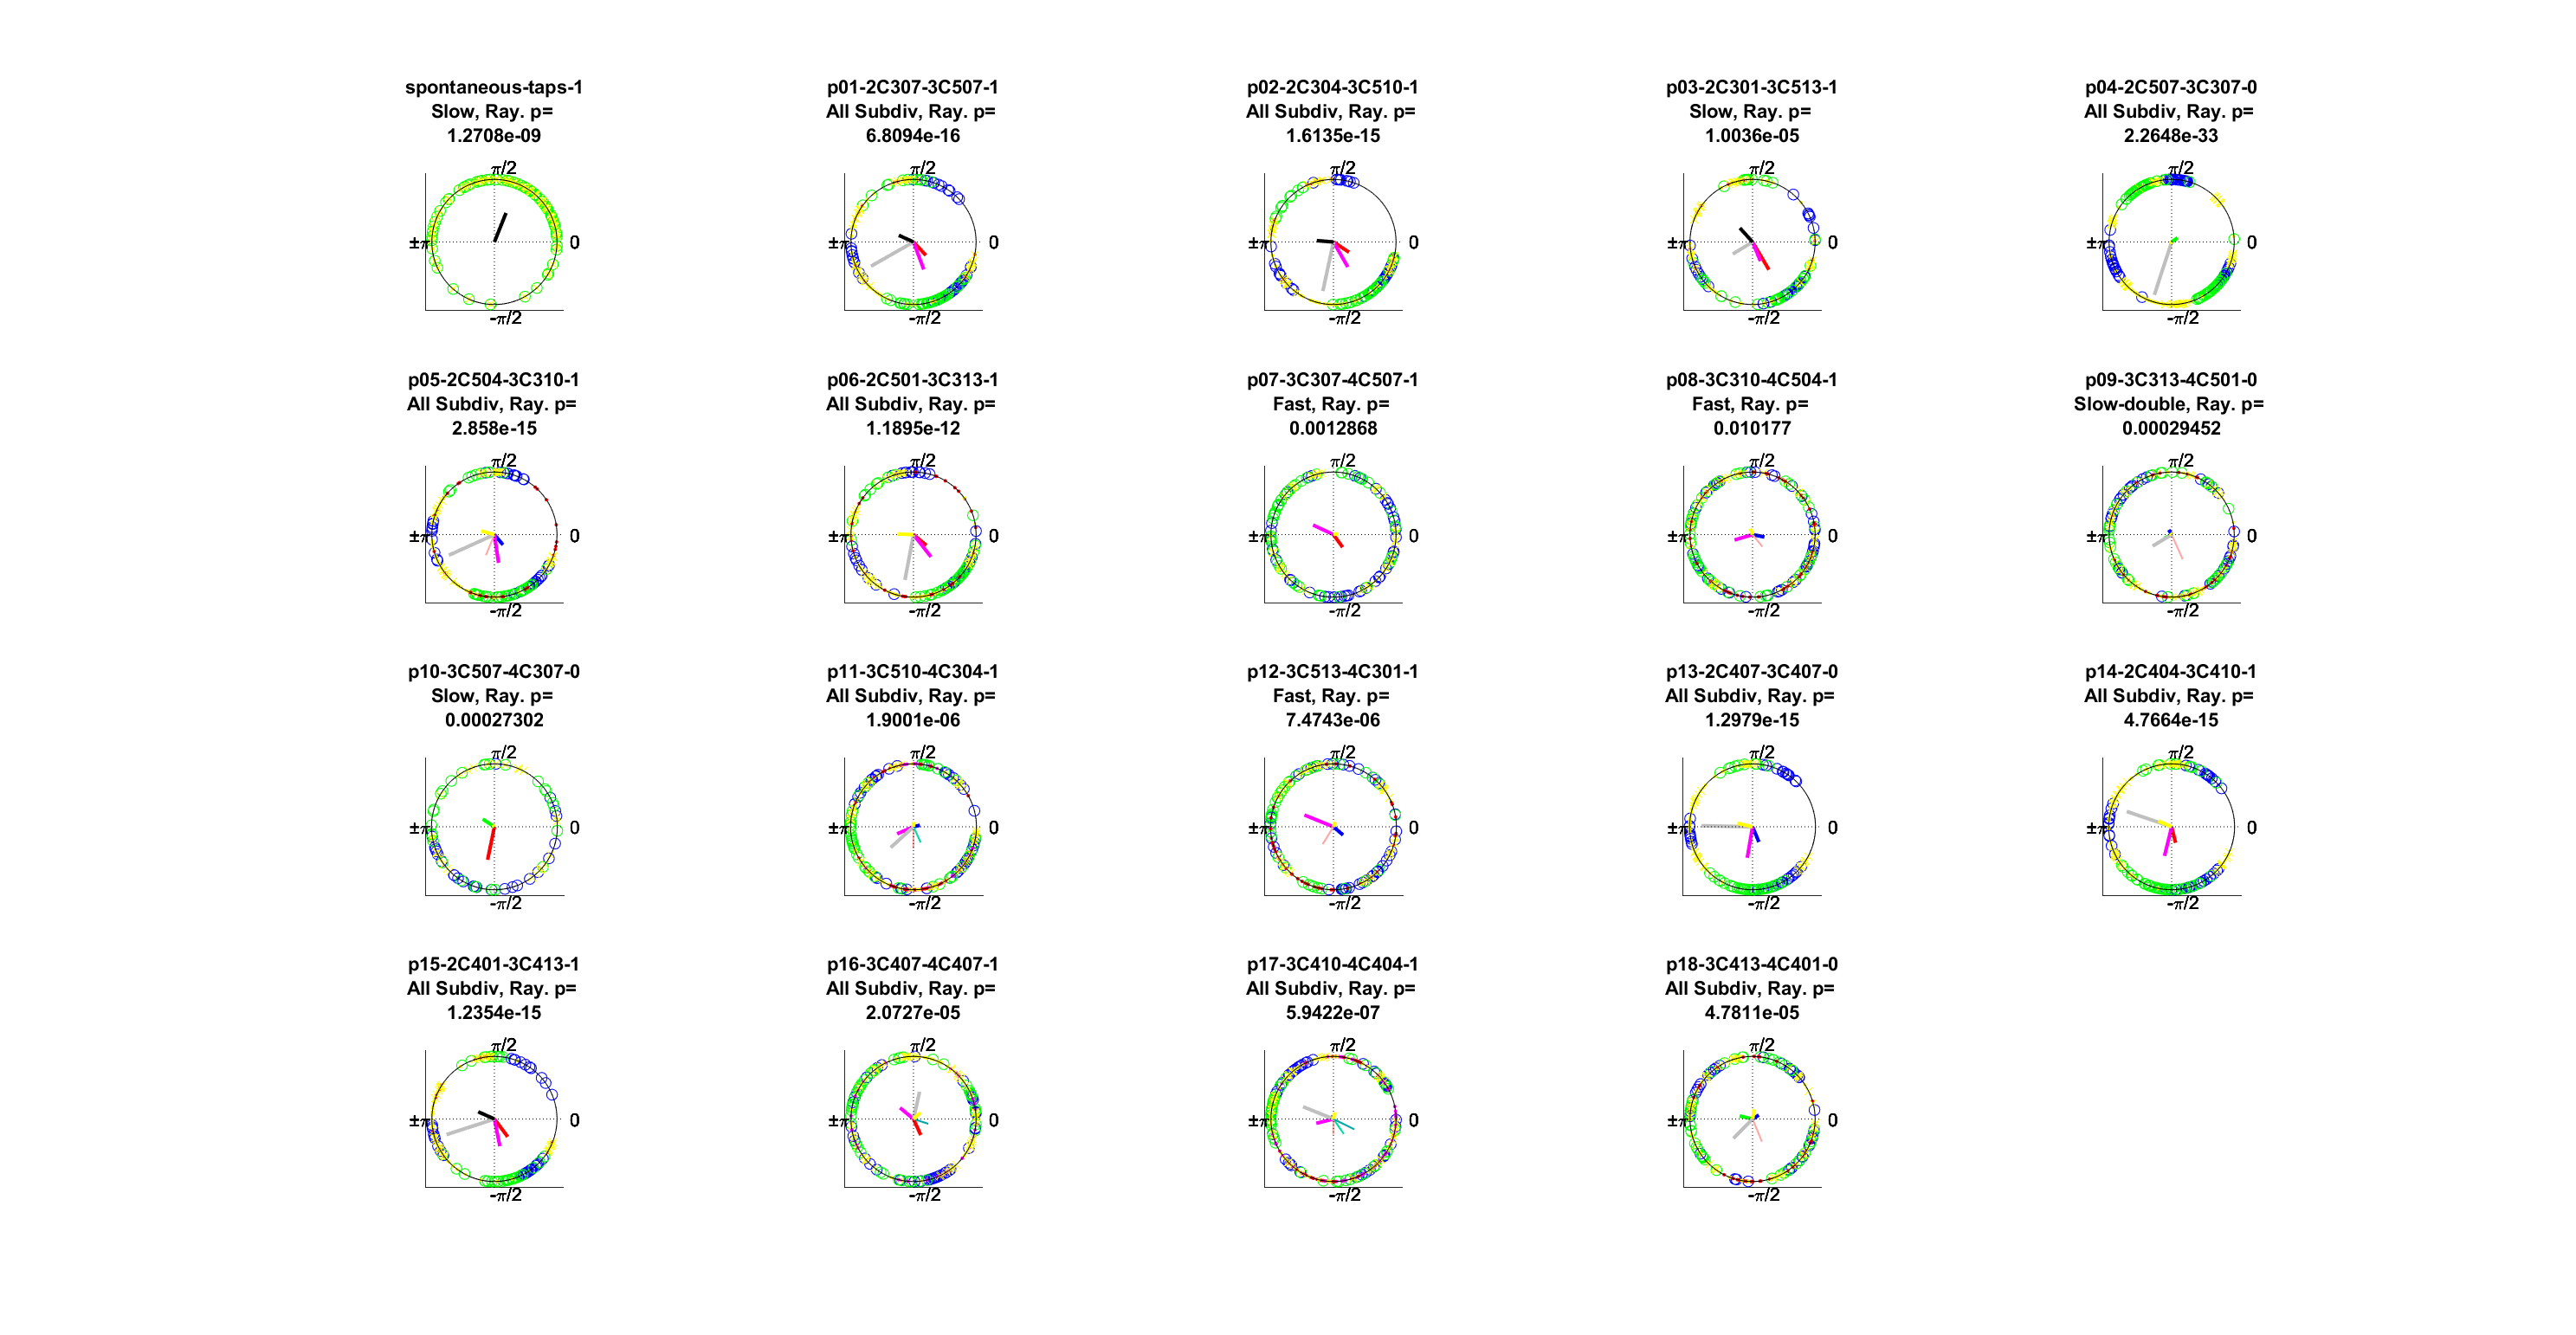 spontaneous-taps-1
Slow, Ray. p=
1.2708e-09
π/2
±π
0
-π/2
p01-2C307-3C507-1
All Subdiv, Ray. p=
6.8094e-16
π/2
±π
0
-π/2
p02-2C304-3C510-1
All Subdiv, Ray. p=
1.6135e-15
π/2
±π
0
-π/2
p03-2C301-3C513-1
Slow, Ray. p=
1.0036e-05
π/2
±π
0
-π/2
p04-2C507-3C307-0
All Subdiv, Ray. p=
2.2648e-33
π/2
±π
0
-π/2
p05-2C504-3C310-1
All Subdiv, Ray. p=
2.858e-15
π/2
±π
0
-π/2
p06-2C501-3C313-1
All Subdiv, Ray. p=
1.1895e-12
π/2
±π
0
-π/2
p07-3C307-4C507-1
Fast, Ray. p=
0.0012868
π/2
±π
0
-π/2
p08-3C310-4C504-1
Fast, Ray. p=
0.010177
π/2
±π
0
-π/2
p09-3C313-4C501-0
Slow-double, Ray. p=
0.00029452
π/2
±π
0
-π/2
p10-3C507-4C307-0
Slow, Ray. p=
0.00027302
π/2
±π
0
-π/2
p11-3C510-4C304-1
All Subdiv, Ray. p=
1.9001e-06
π/2
±π
0
-π/2
p12-3C513-4C301-1
Fast, Ray. p=
7.4743e-06
π/2
±π
0
-π/2
p13-2C407-3C407-0
All Subdiv, Ray. p=
1.2979e-15
π/2
±π
0
-π/2
p14-2C404-3C410-1
All Subdiv, Ray. p=
4.7664e-15
π/2
±π
0
-π/2
p15-2C401-3C413-1
All Subdiv, Ray. p=
1.2354e-15
π/2
±π
0
-π/2
p16-3C407-4C407-1
All Subdiv, Ray. p=
2.0727e-05
π/2
±π
0
-π/2
p17-3C410-4C404-1
All Subdiv, Ray. p=
5.9422e-07
π/2
±π
0
-π/2
p18-3C413-4C401-0
All Subdiv, Ray. p=
4.7811e-05
π/2
±π
0
-π/2